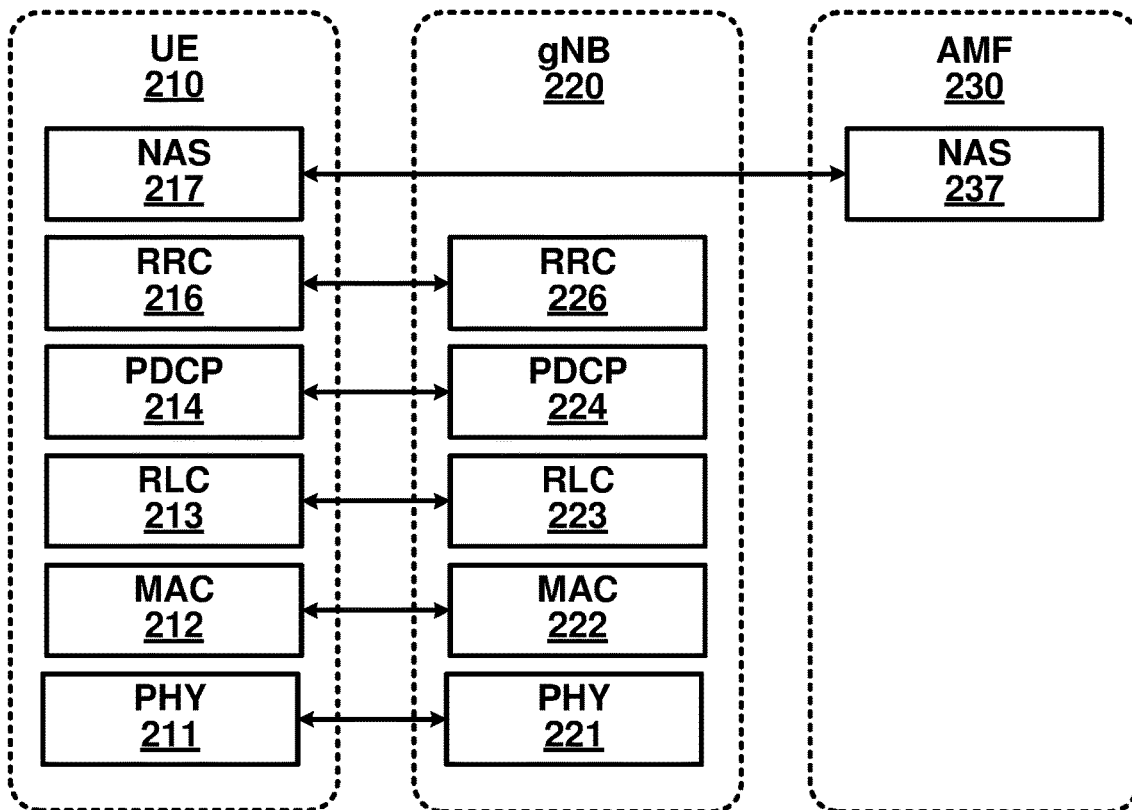 UE
210
NAS
217
RRC
216
PDCP
214
RLC
213
MAC
212
PHY
211
gNB
220
RRC
226
PDCP
224
RLC
223
MAC
222
PHY
221
AMF
230
NAS
237